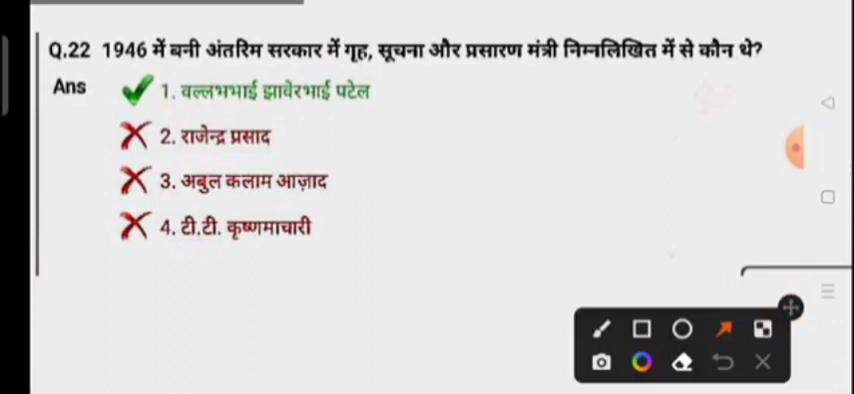 Q.22 1946 में बनी अंतरिम सरकार में गृह, सूचना और प्रसारण मंत्री निम्नलिखित में से कौन थे?
Ans 1. वल्लभभाई झावेरभाई पटेल
2. राजेन्द्र प्रसाद
3. अबुल कलाम आज़ाद
4. टी.टी. कृष्णमाचारी